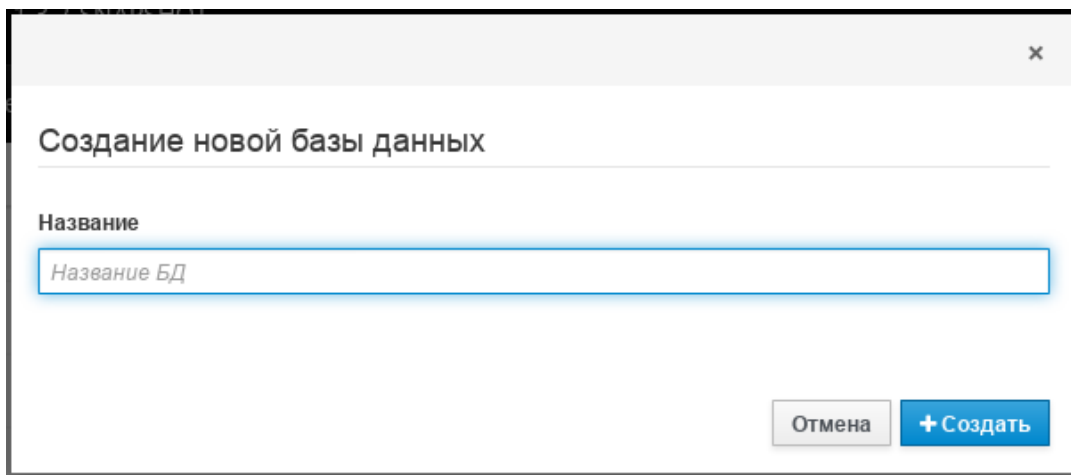 ×
Создание новой базы данных
Название
Название БД
Отмена
+ Создать